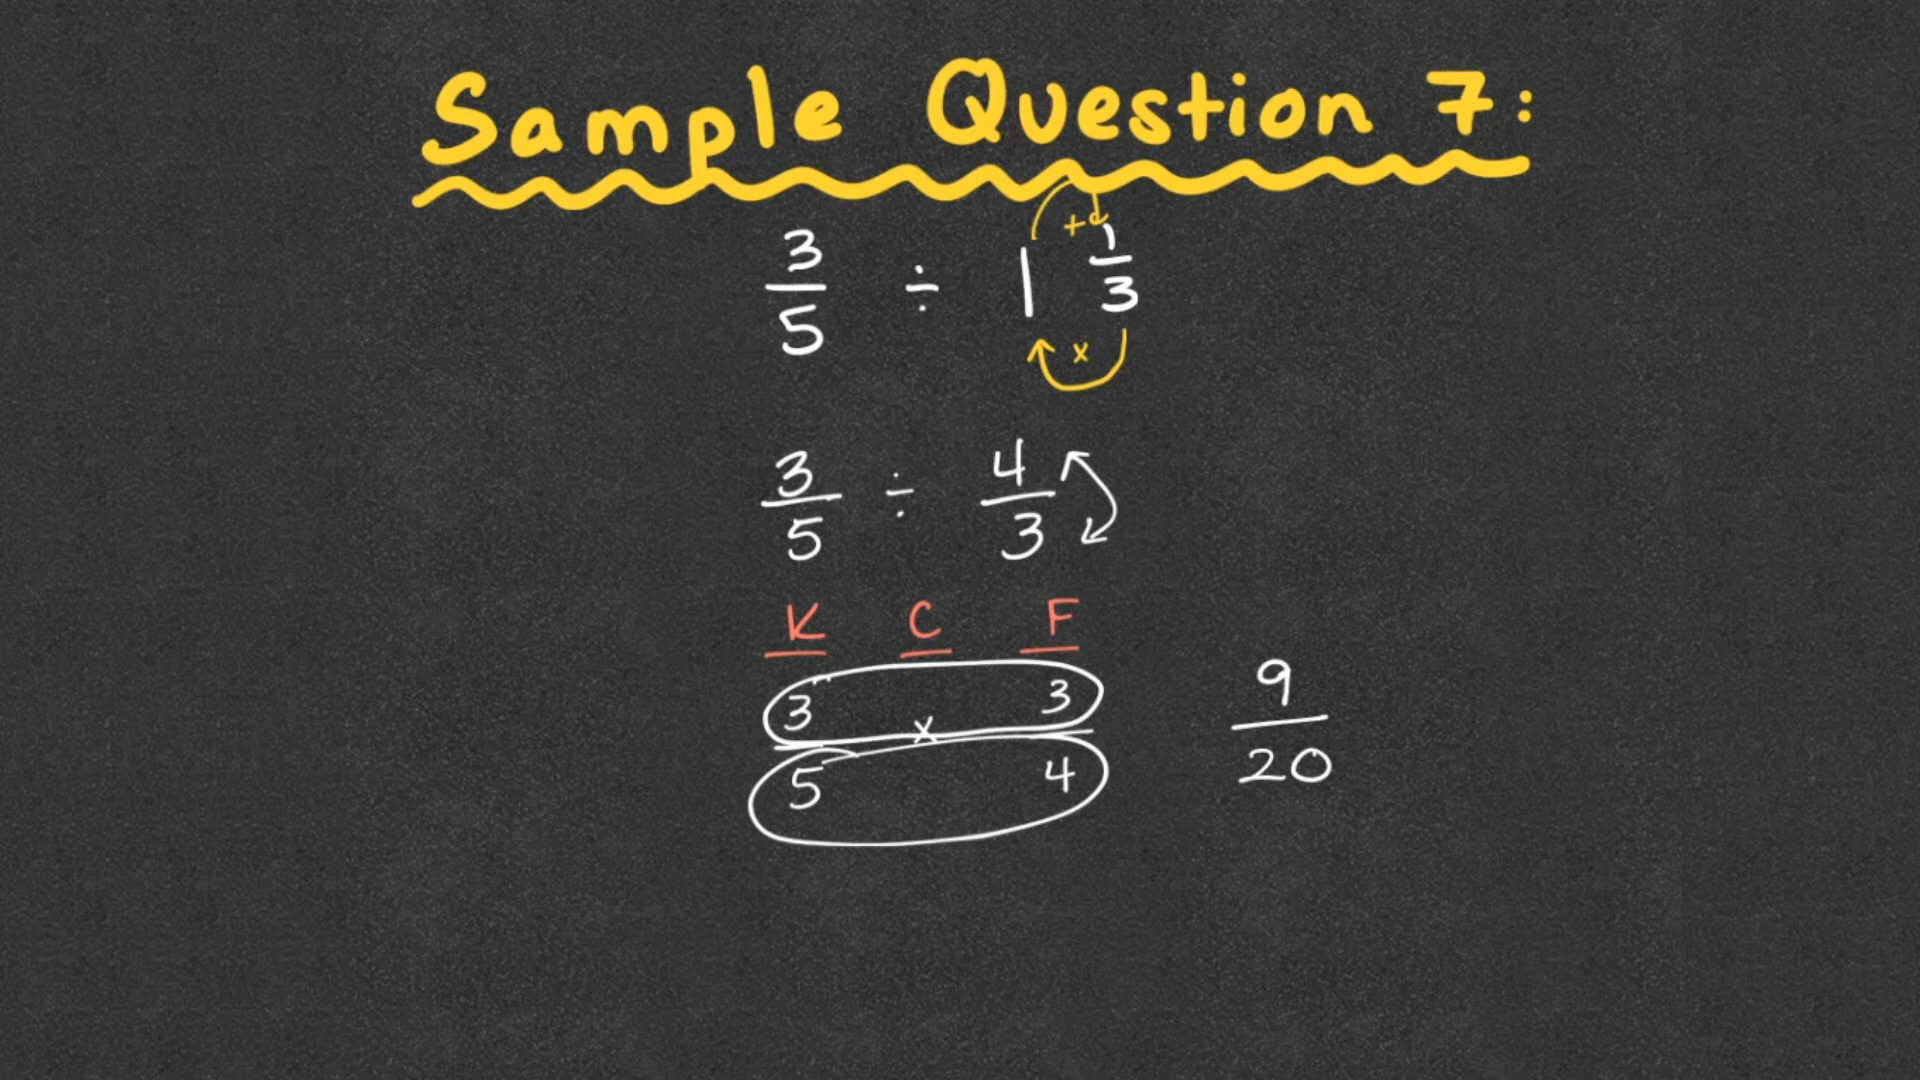 Sample Question 7:
3/5 ÷ 1 1/3
+
x
3/5 ÷ 4/3
K C F
3 x 3
5 4
9/20